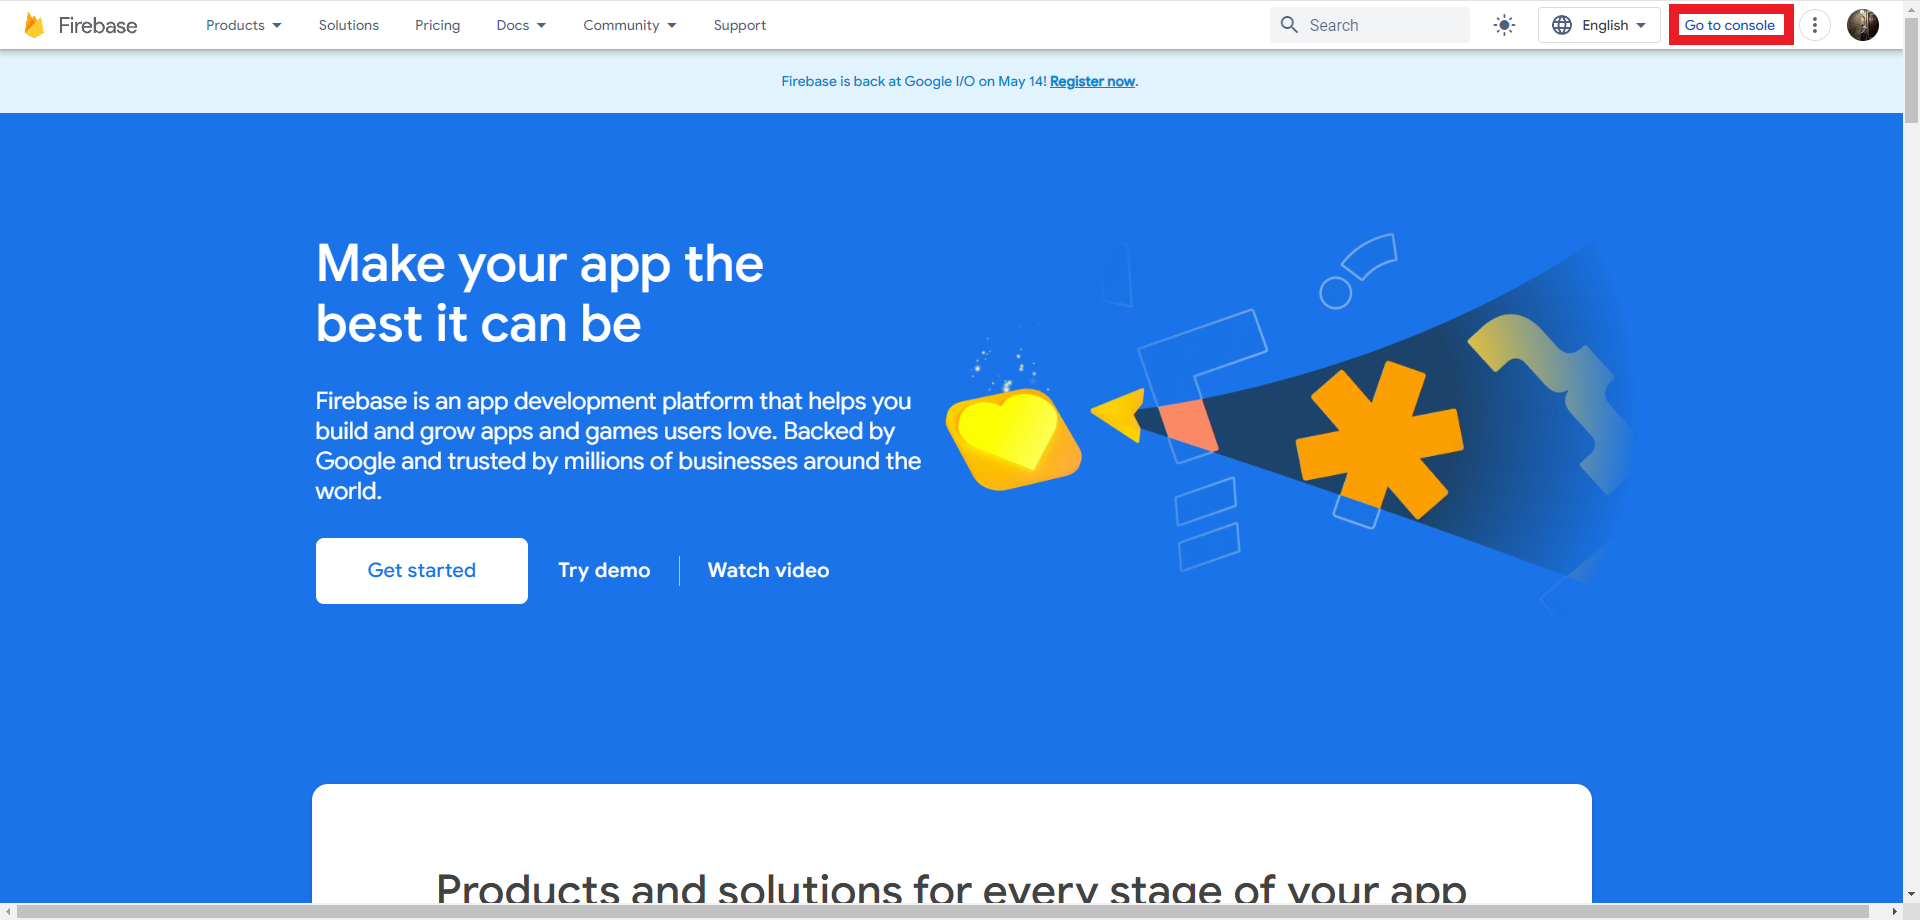 Firebase Products Solutions Pricing Docs Community Support Search English Go to console
Firebase is back at Google I/O on May 14! Register now.
Make your app the
best it can be
Firebase is an app development platform that helps you
build and grow apps and games users love. Backed by
Google and trusted by millions of businesses around the
world.
Get started Try demo Watch video
Products and solutions for every stage of your app